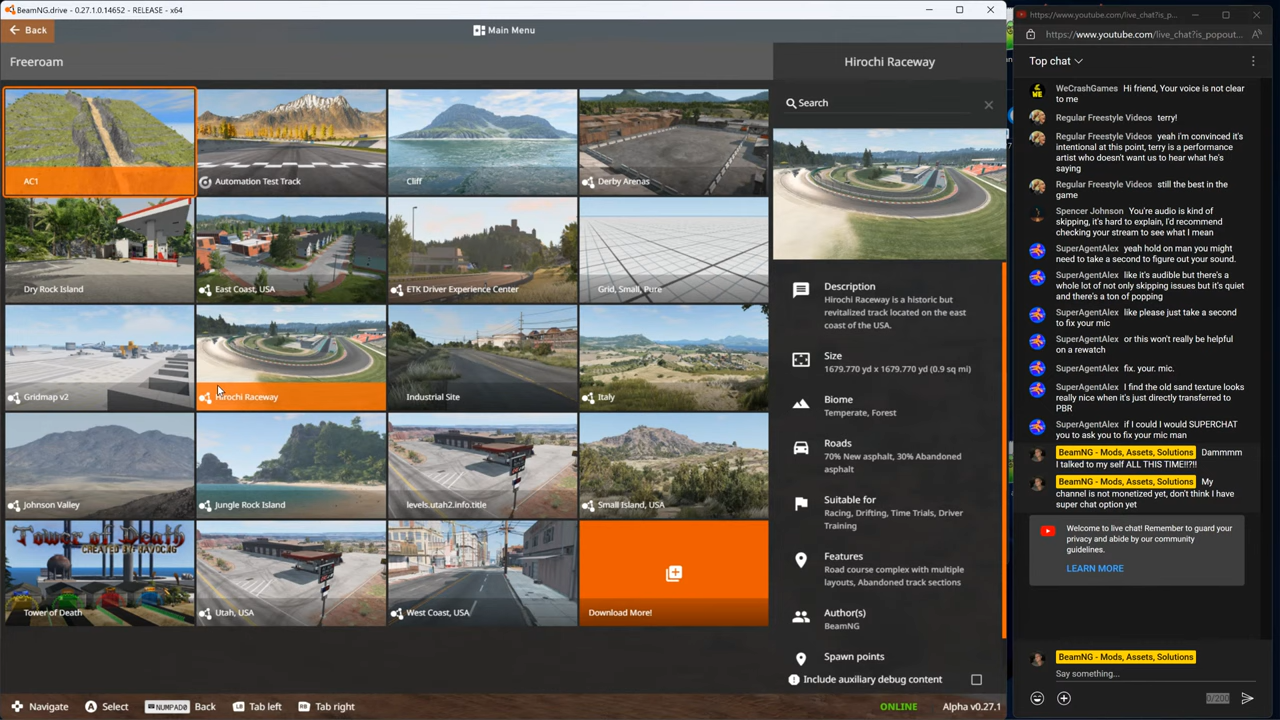 BeamNG.drive - 0.27.1.0.14652 - RELEASE - x64
Back
Main Menu
Freeroam
AC1
Automation Test Track
Cliff
Derby Arenas
Dry Rock Island
East Coast, USA
ETK Driver Experience Center
Grid, Small, Pure
Gridmap v2
Hirochi Raceway
Industrial Site
Italy
Johnson Valley
Jungle Rock Island
levels.utah2.info.title
Small Island, USA
Tower of Death
CREATED BY HAVOCNG
Tower of Death
Utah, USA
West Coast, USA
Download More!
Hirochi Raceway
Search
Description
Hirochi Raceway is a historic but
revitalized track located on the east
coast of the USA.
Size
1679.770 yd x 1679.770 yd (0.9 sq mi)
Biome
Temperate, Forest
Roads
70% New asphalt, 30% Abandoned
asphalt
Suitable for
Racing, Drifting, Time Trials, Driver
Training
Features
Road course complex with multiple
layouts, Abandoned track sections
Author(s)
BeamNG
Spawn points
Include auxiliary debug content
Navigate
A Select
NUMPAD0 Back
LB Tab left
RB Tab right
ONLINE
Alpha v0.27.1
https://www.youtube.com/live_chat?is_p...
https://www.youtube.com/live_chat?is_popout...
Top chat
WeCrashGames Hi friend, Your voice is not clear
to me
Regular Freestyle Videos terry!
Regular Freestyle Videos yeah i'm convinced it's
intentional at this point, terry is a performance
artist who doesn't want us to hear what he's
saying
Regular Freestyle Videos still the best in the
game
Spencer Johnson You're audio is kind of
skipping, it's hard to explain, I'd recommend
checking your stream to see what I mean
SuperAgentAlex yeah hold on man you might
need to take a second to figure out your sound.
SuperAgentAlex like it's audible but there's a
whole lot of not only skipping issues but it's quiet
and there's a ton of popping
SuperAgentAlex like please just take a second
to fix your mic
SuperAgentAlex or this won't really be helpful
on a rewatch
SuperAgentAlex fix. your. mic.
SuperAgentAlex I find the old sand texture looks
really nice when it's just directly transferred to
PBR
SuperAgentAlex if I could I would SUPERCHAT
you to ask you to fix your mic man
BeamNG - Mods, Assets, Solutions Dammmm
I talked to my self ALL THIS TIME!!?!!
BeamNG - Mods, Assets, Solutions My
channel is not monetized yet, don't think I have
super chat option yet
Welcome to live chat! Remember to guard your
privacy and abide by our community
guidelines.
LEARN MORE
BeamNG - Mods, Assets, Solutions
Say something...
0/200